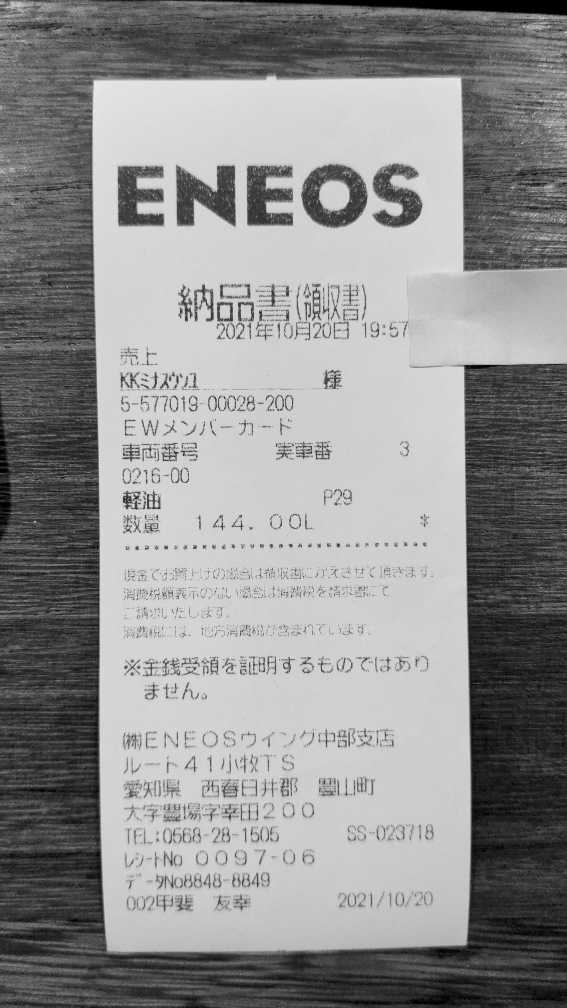 ENEOS
納品書(領収書)
2021年10月20日 19:57
売上
KKミナスウンユ 様
5-577019-00028-200
EWメンバーカード
車両番号 実車番 3
0216-00
軽油 P29
数量 144.00L *
現金でお買上げの場合は領収書にかえさせて頂きます。
消費税額表示のない場合は消費税を請求書にて
ご請求いたします。
消費税には、地方消費税が含まれています。
※金銭受領を証明するものではあり
ません。
㈱ENEOSウイング中部支店
ルート41小牧TS
愛知県 西春日井郡 豊山町
大字豊場字幸田200
TEL:0568-28-1505 SS-023718
レシートNo 0097-06
データNo8848-8849
002甲斐 友幸 2021/10/20